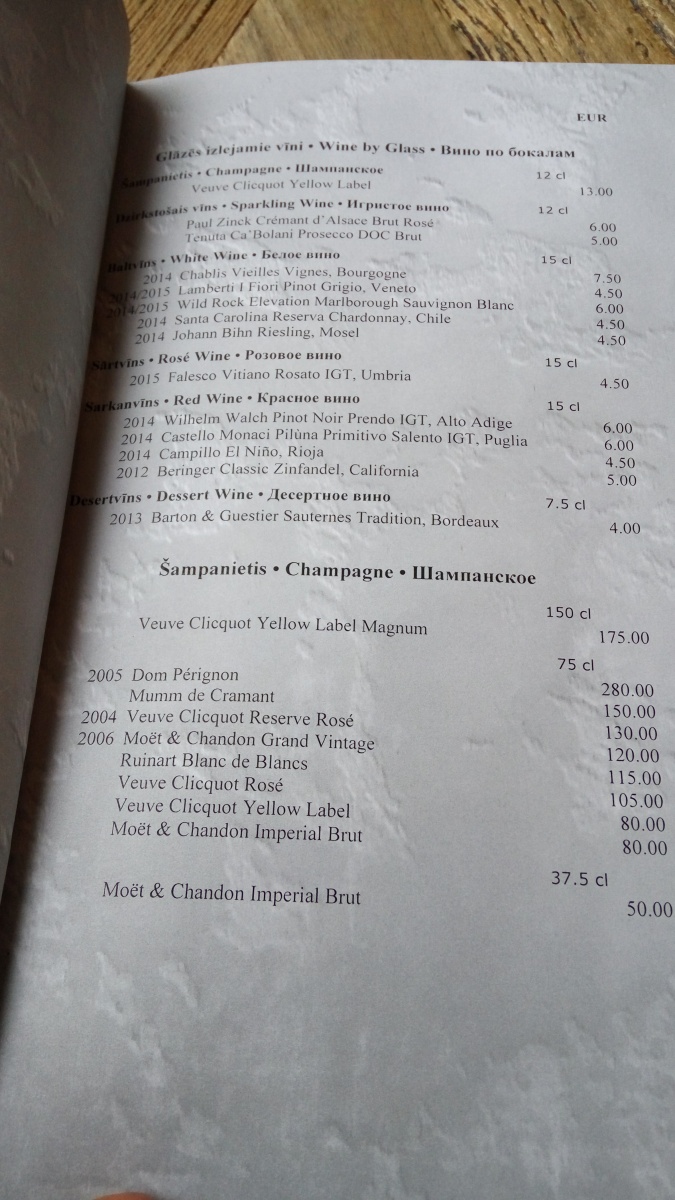 EUR
Glāzēs izlejamie vīni • Wine by Glass • Вино по бокалам
Šampanietis • Champagne • Шампанское 12 cl
Veuve Clicquot Yellow Label 13.00
Dzirkstošais vīns • Sparkling Wine • Игристое вино 12 cl
Paul Zinck Crémant d'Alsace Brut Rosé 6.00
Tenuta Ca'Bolani Prosecco DOC Brut 5.00
Baltvīns • White Wine • Белое вино 15 cl
2014 Chablis Vieilles Vignes, Bourgogne 7.50
2014/2015 Lamberti I Fiori Pinot Grigio, Veneto 4.50
2014/2015 Wild Rock Elevation Marlborough Sauvignon Blanc 6.00
2014 Santa Carolina Reserva Chardonnay, Chile 4.50
2014 Johann Bihn Riesling, Mosel 4.50
Sārtvīns • Rosé Wine • Розовое вино 15 cl
2015 Falesco Vitiano Rosato IGT, Umbria 4.50
Sarkanvīns • Red Wine • Красное вино 15 cl
2014 Wilhelm Walch Pinot Noir Prendo IGT, Alto Adige 6.00
2014 Castello Monaci Pilùna Primitivo Salento IGT, Puglia 6.00
2014 Campillo El Niño, Rioja 4.50
2012 Beringer Classic Zinfandel, California 5.00
Desertvīns • Dessert Wine • Десертное вино 7.5 cl
2013 Barton & Guestier Sauternes Tradition, Bordeaux 4.00
Šampanietis • Champagne • Шампанское
150 cl
Veuve Clicquot Yellow Label Magnum 175.00
75 cl
2005 Dom Pérignon 280.00
Mumm de Cramant 150.00
2004 Veuve Clicquot Reserve Rosé 130.00
2006 Moët & Chandon Grand Vintage 120.00
Ruinart Blanc de Blancs 115.00
Veuve Clicquot Rosé 105.00
Veuve Clicquot Yellow Label 80.00
Moët & Chandon Imperial Brut 80.00
37.5 cl
Moët & Chandon Imperial Brut 50.00